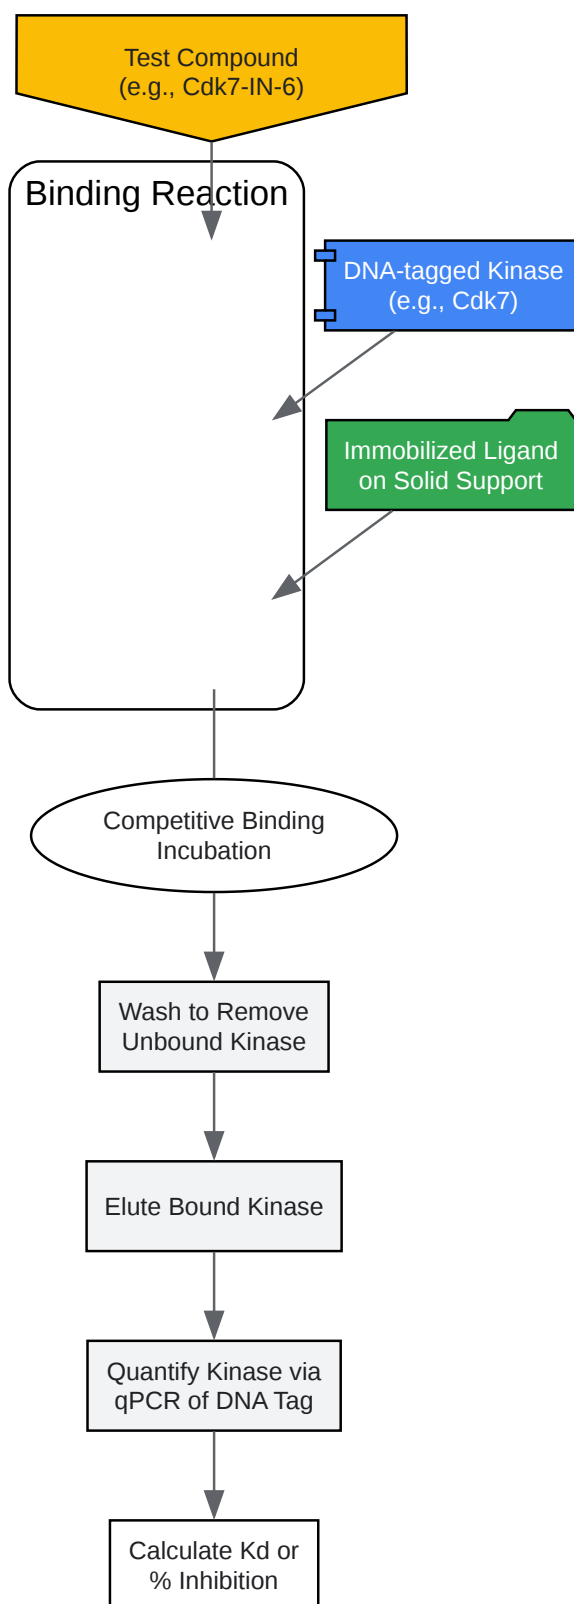 Test Compound
(e.g., Cdk7-IN-6)
Binding Reaction
DNA-tagged Kinase
(e.g., Cdk7)
Immobilized Ligand
on Solid Support
Competitive Binding
Incubation
Wash to Remove
Unbound Kinase
Elute Bound Kinase
Quantify Kinase via
qPCR of DNA Tag
Calculate Kd or
% Inhibition